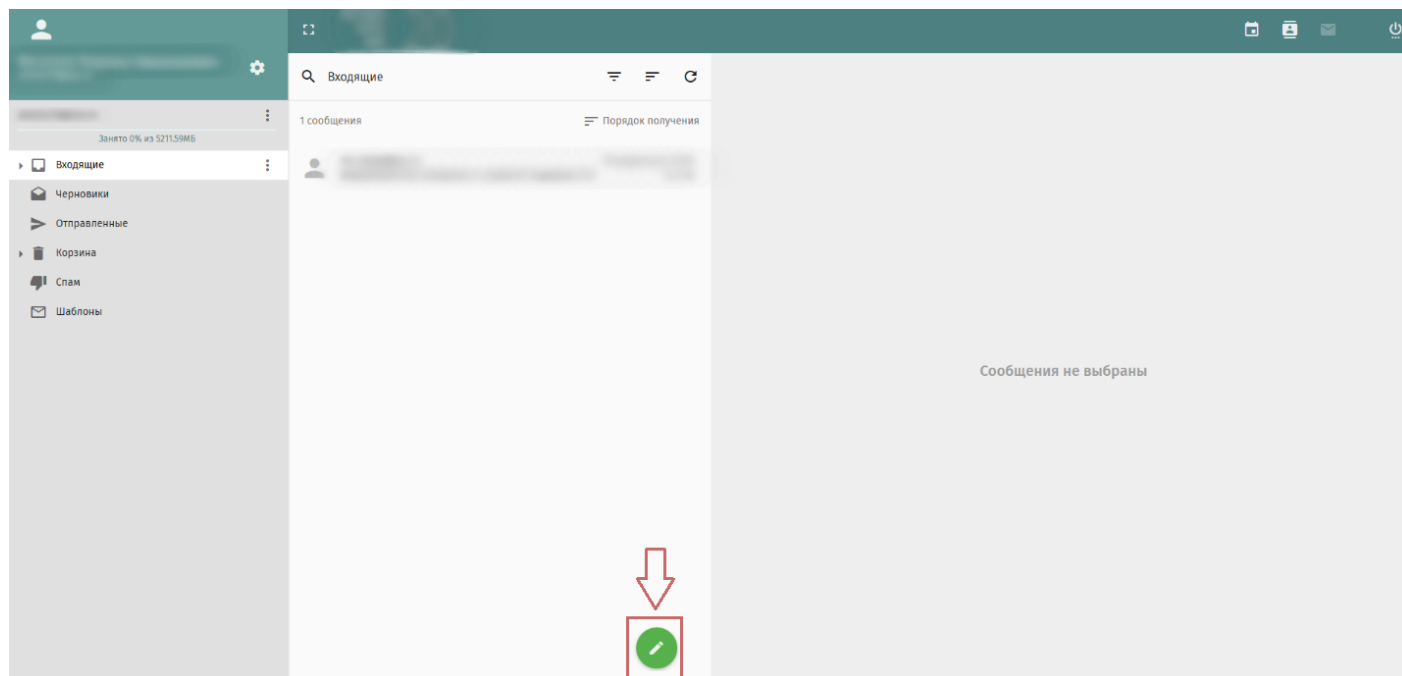 Входящие
1 сообщения
Порядок получения
Занято 0% из 5211.59МБ
Входящие
Черновики
Отправленные
Корзина
Спам
Шаблоны
Сообщения не выбраны